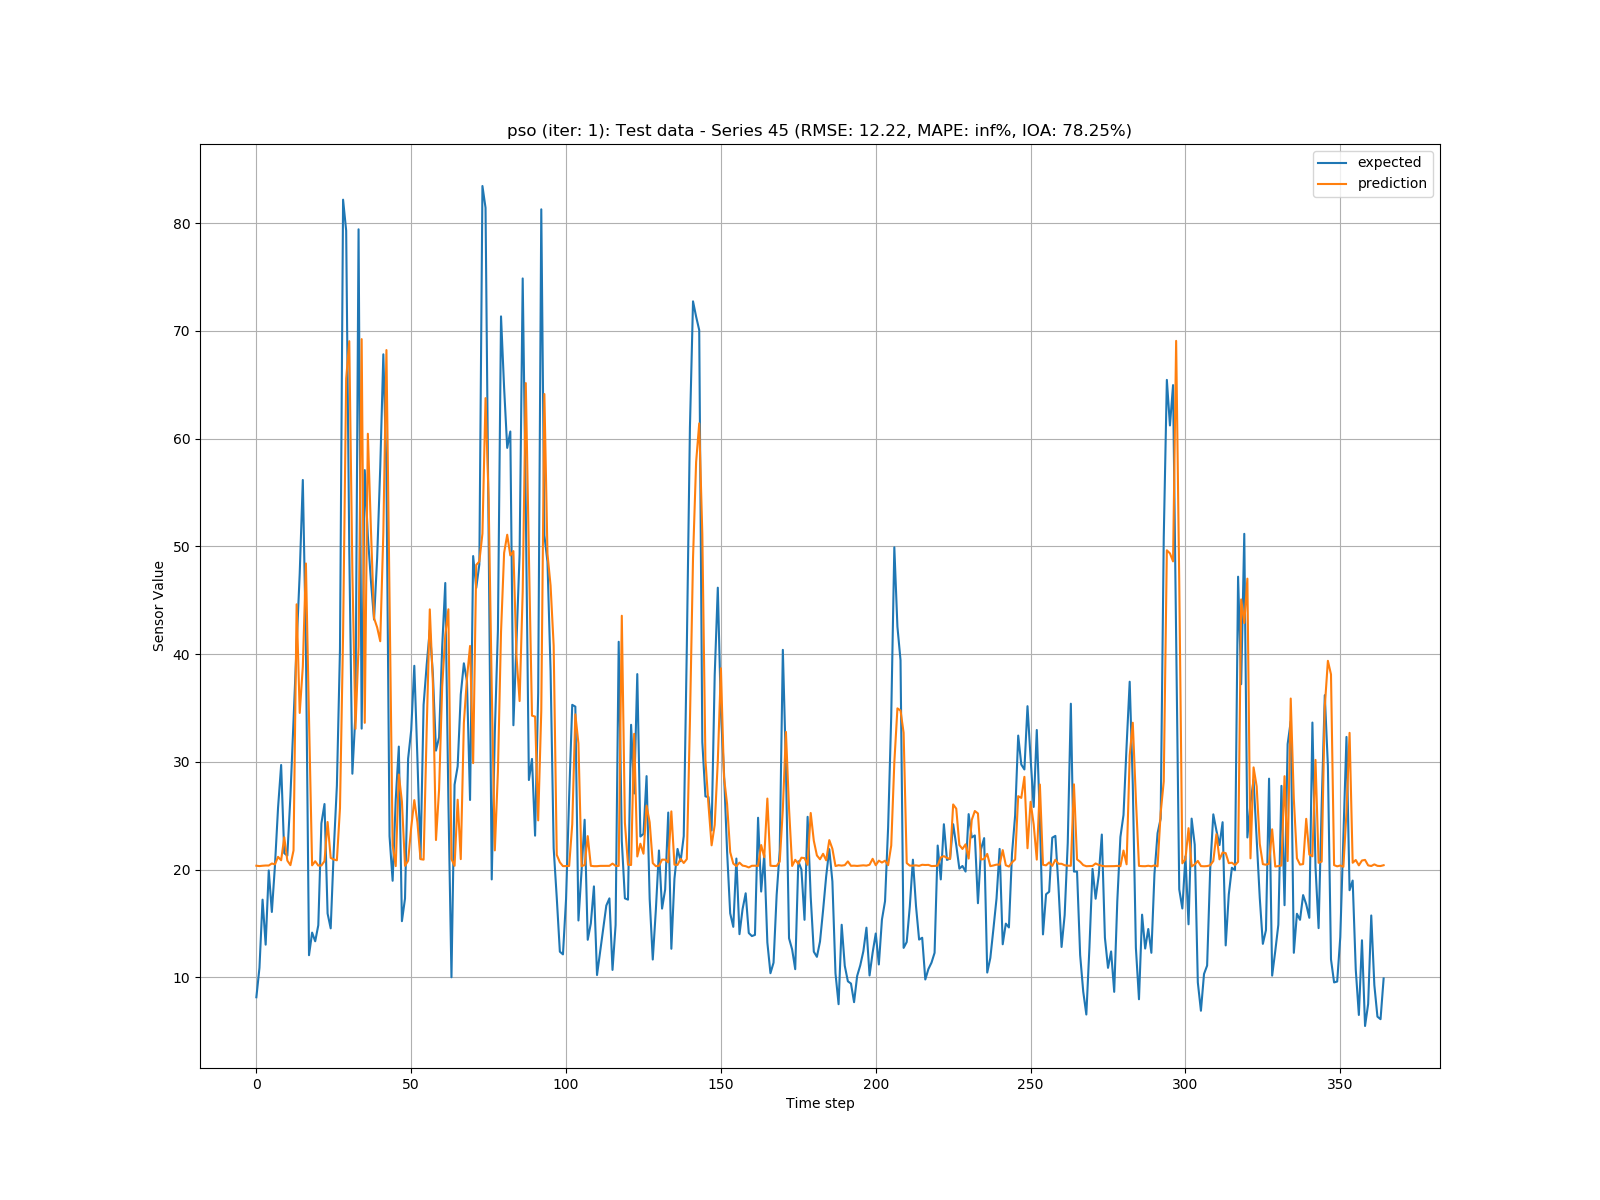 pso (iter: 1): Test data - Series 45 (RMSE: 12.22, MAPE: inf%, IOA: 78.25%)
expected
prediction
80
70
60
50
40
30
20
10
Sensor Value
0 50 100 150 200 250 300 350
Time step